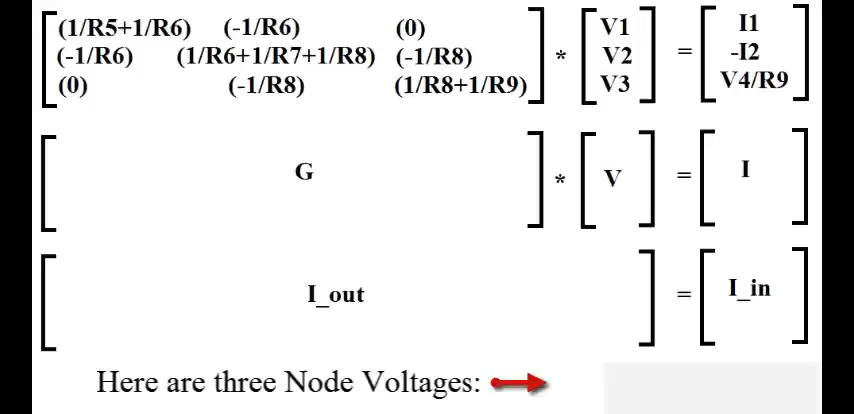 (1/R5+1/R6) (-1/R6) (0) V1 I1
(-1/R6) (1/R6+1/R7+1/R8) (-1/R8) * V2 = -I2
(0) (-1/R8) (1/R8+1/R9) V3 V4/R9
G * V = I
I_out = I_in
Here are three Node Voltages: